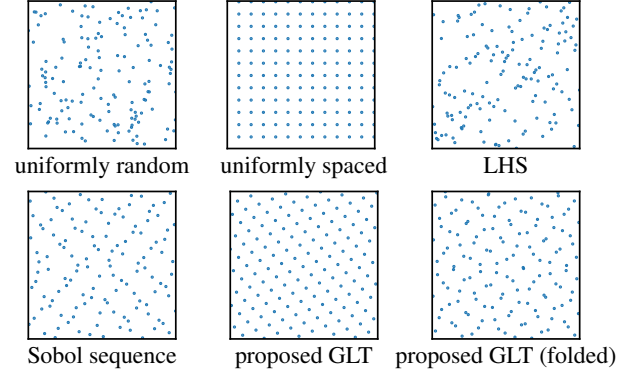 uniformly random
uniformly spaced
LHS
Sobol sequence
proposed GLT
proposed GLT (folded)